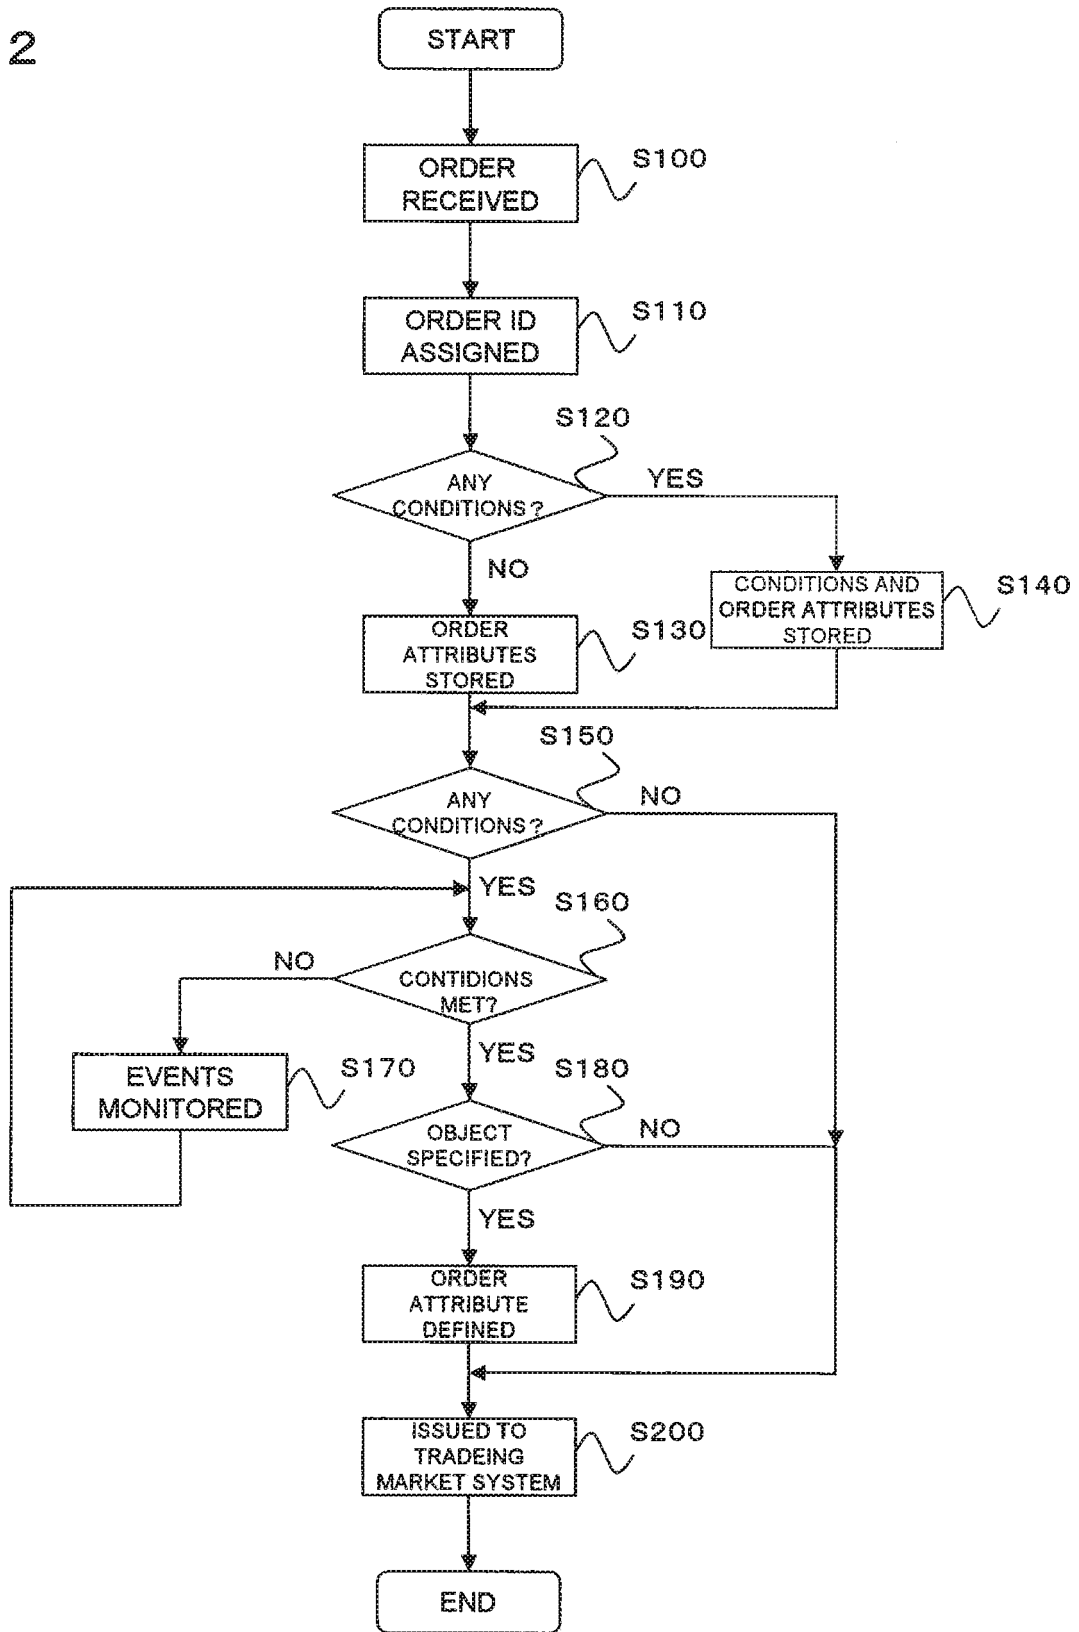 2
START
ORDER
RECEIVED
S100
ORDER ID
ASSIGNED
S110
S120
ANY
CONDITIONS?
YES
NO
CONDITIONS AND
ORDER ATTRIBUTES
STORED
S140
ORDER
ATTRIBUTES
STORED
S130
S150
ANY
CONDITIONS?
NO
YES
S160
CONTIDIONS
MET?
NO
YES
EVENTS
MONITORED
S170
S180
OBJECT
SPECIFIED?
NO
YES
ORDER
ATTRIBUTE
DEFINED
S190
ISSUED TO
TRADEING
MARKET SYSTEM
S200
END